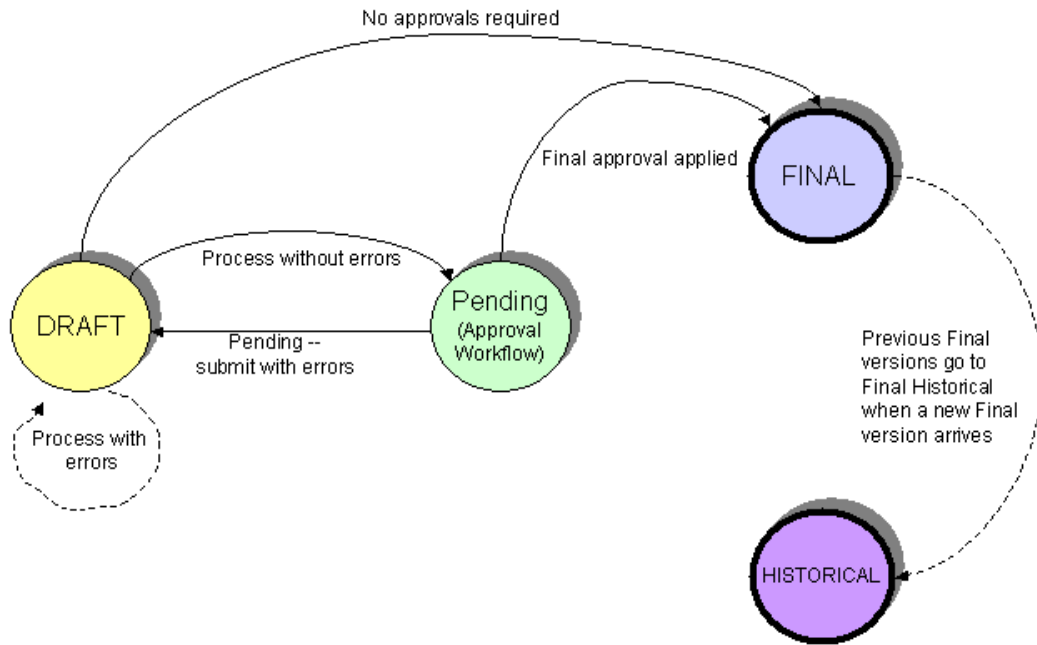 No approvals required
Final approval applied
FINAL
Process without errors
Pending
(Approval
Workflow)
DRAFT
Pending --
submit with errors
Process with
errors
Previous Final
versions go to
Final Historical
when a new Final
version arrives
HISTORICAL